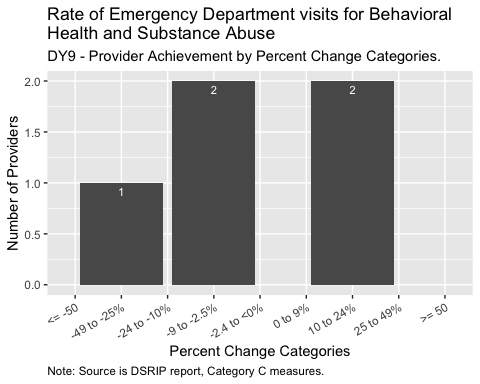 Rate of Emergency Department visits for Behavioral
Health and Substance Abuse
DY9 - Provider Achievement by Percent Change Categories.
Number of Providers
2.0
1.5
1.0
0.5
0.0
1
2
2
<= -50
-49 to -25%
-24 to -10%
-9 to -2.5%
-2.4 to <0%
0 to 9%
10 to 24%
25 to 49%
>= 50
Percent Change Categories
Note: Source is DSRIP report, Category C measures.